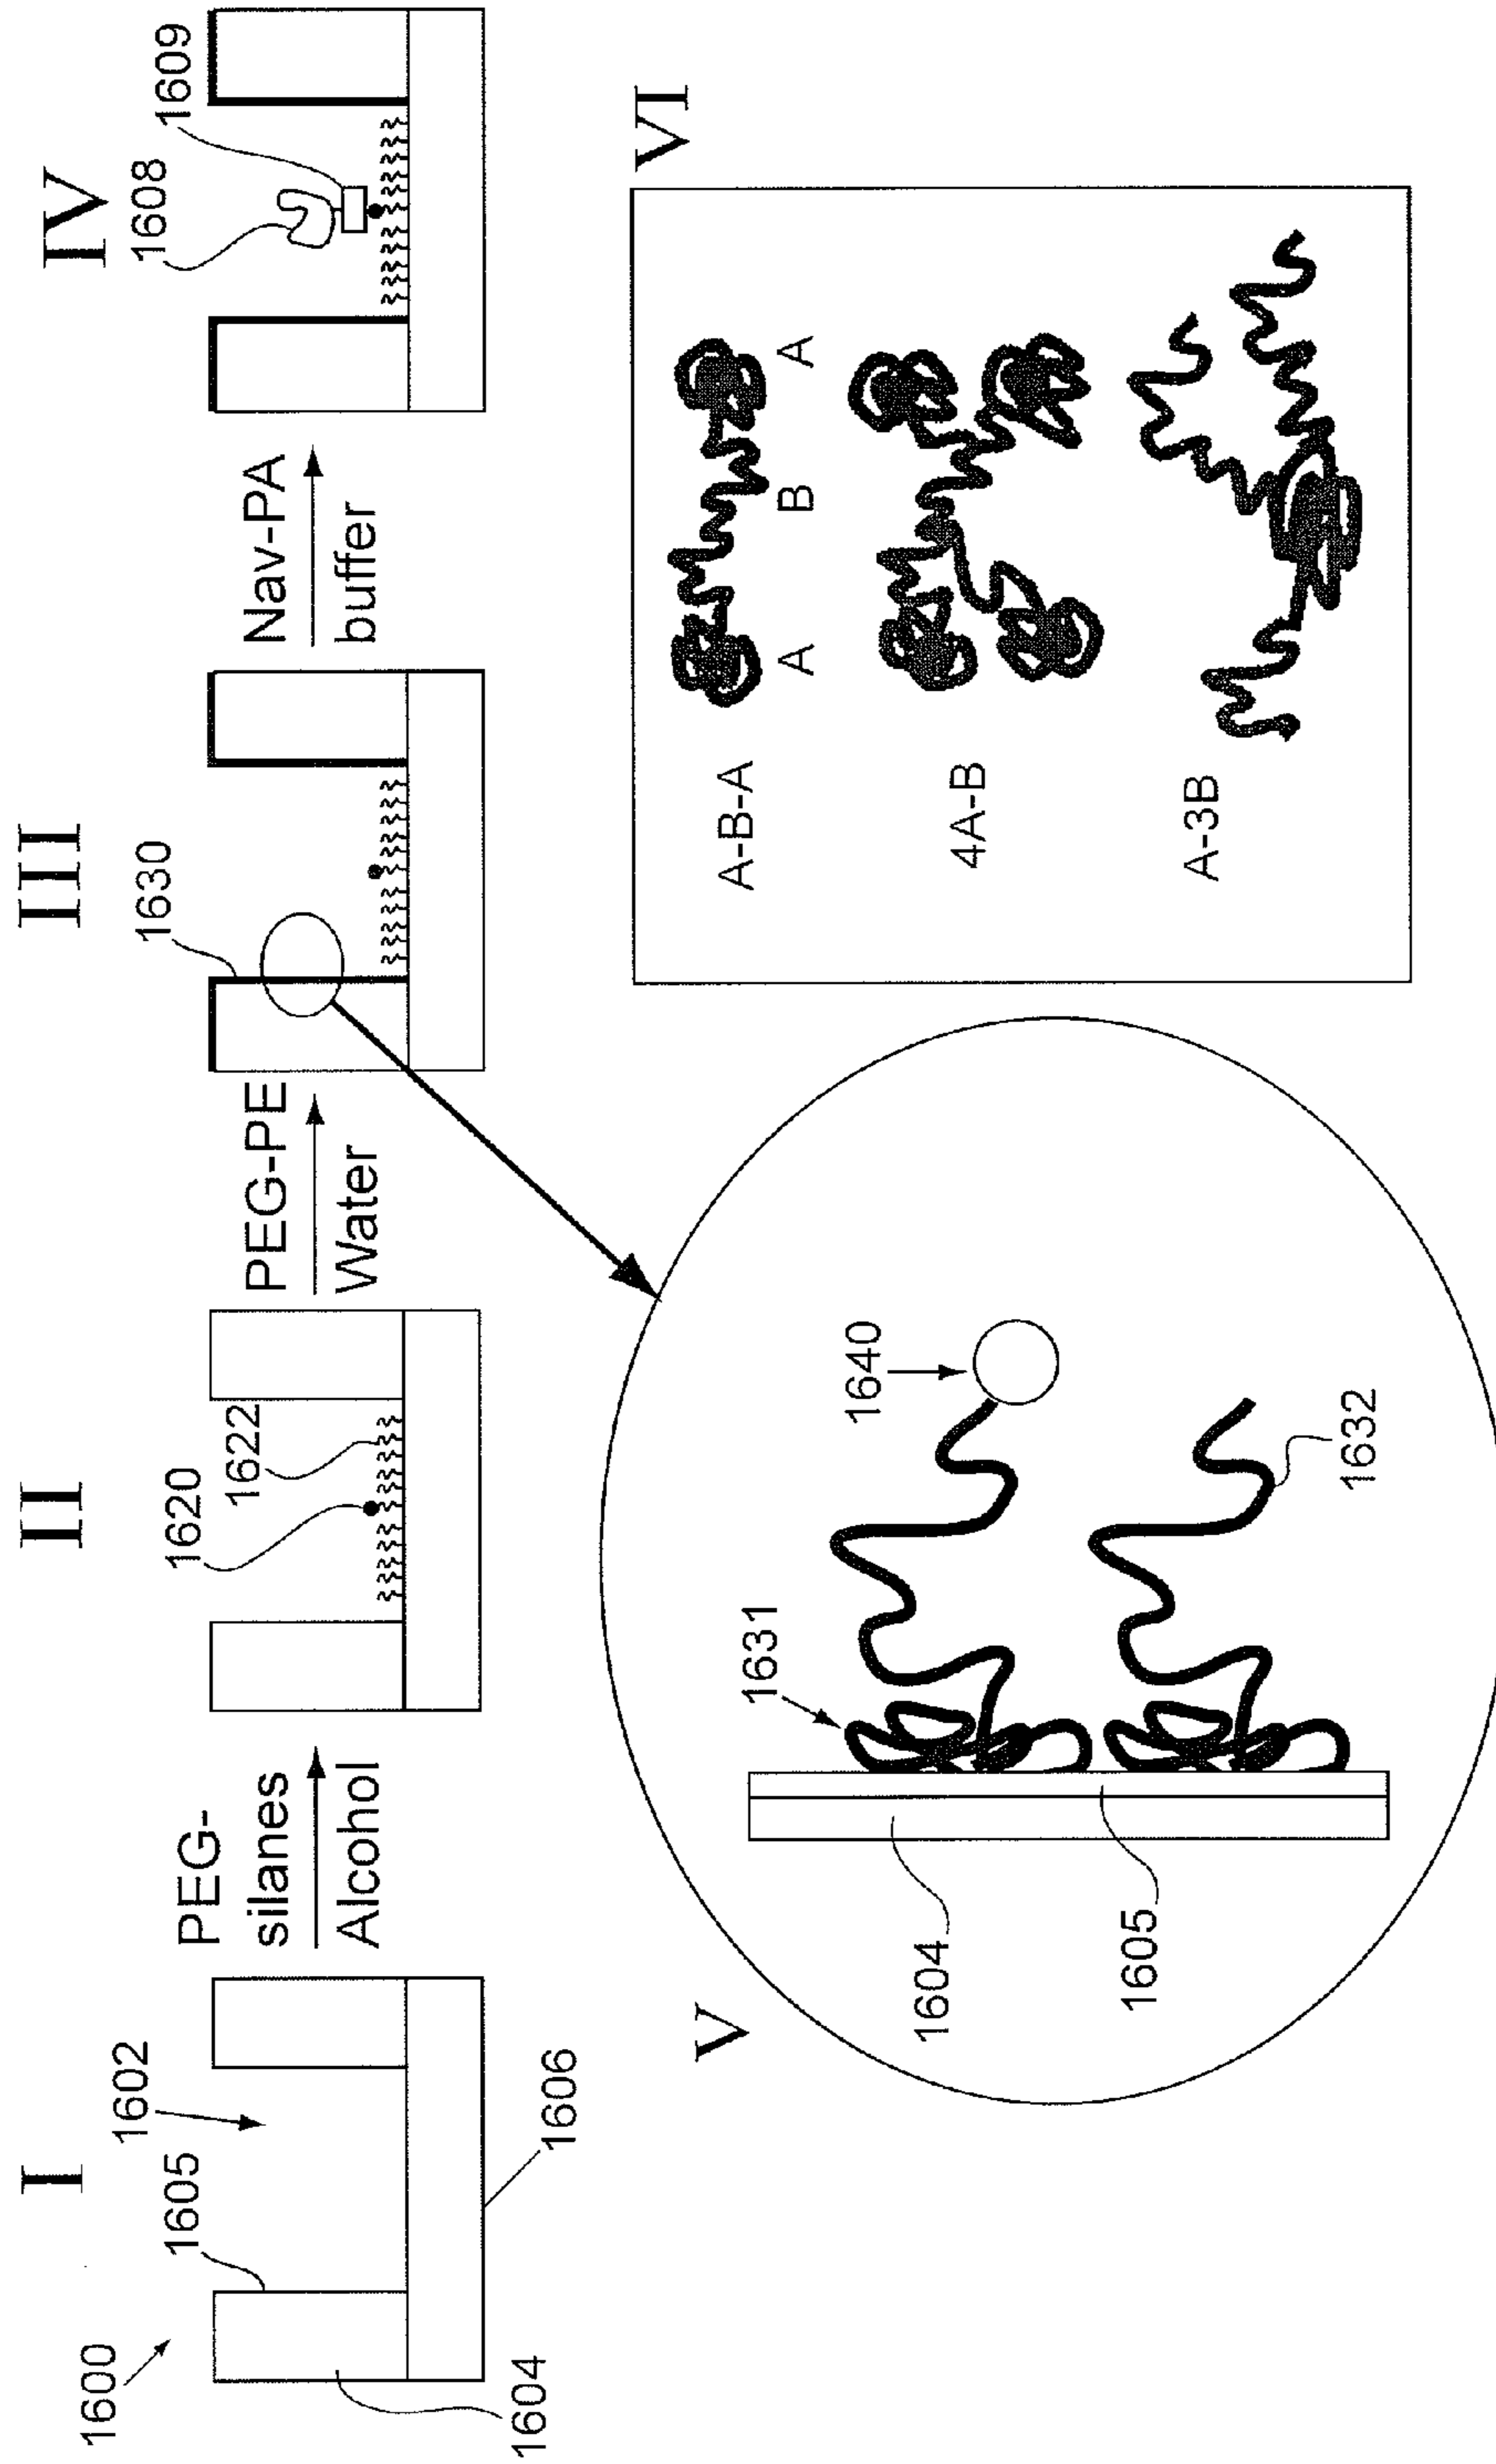 I
1600
1605
1602
1604
1606
PEG-
silanes
Alcohol
II
1620
1622
PEG-PE
Water
III
1630
Nav-PA
buffer
IV
1608
1609
V
1604
1605
1631
1640
1632
VI
A-B-A
A
B
A
4A-B
A-3B